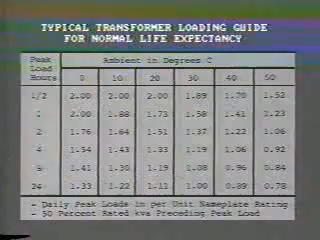 TYPICAL TRANSFORMER LOADING GUIDE
FOR NORMAL LIFE EXPECTANCY
Peak Load Hours
Ambient in Degrees C
0 10 20 30 40 50
1/2 2.00 2.00 2.00 1.89 1.70 1.52
1 2.00 1.88 1.73 1.58 1.41 1.23
2 1.76 1.64 1.51 1.37 1.22 1.06
4 1.54 1.43 1.33 1.19 1.06 0.92
8 1.41 1.30 1.19 1.08 0.96 0.84
24 1.33 1.22 1.11 1.00 0.89 0.78
- Daily Peak Loads in per Unit Nameplate Rating
- 50 Percent Rated kva Preceding Peak Load